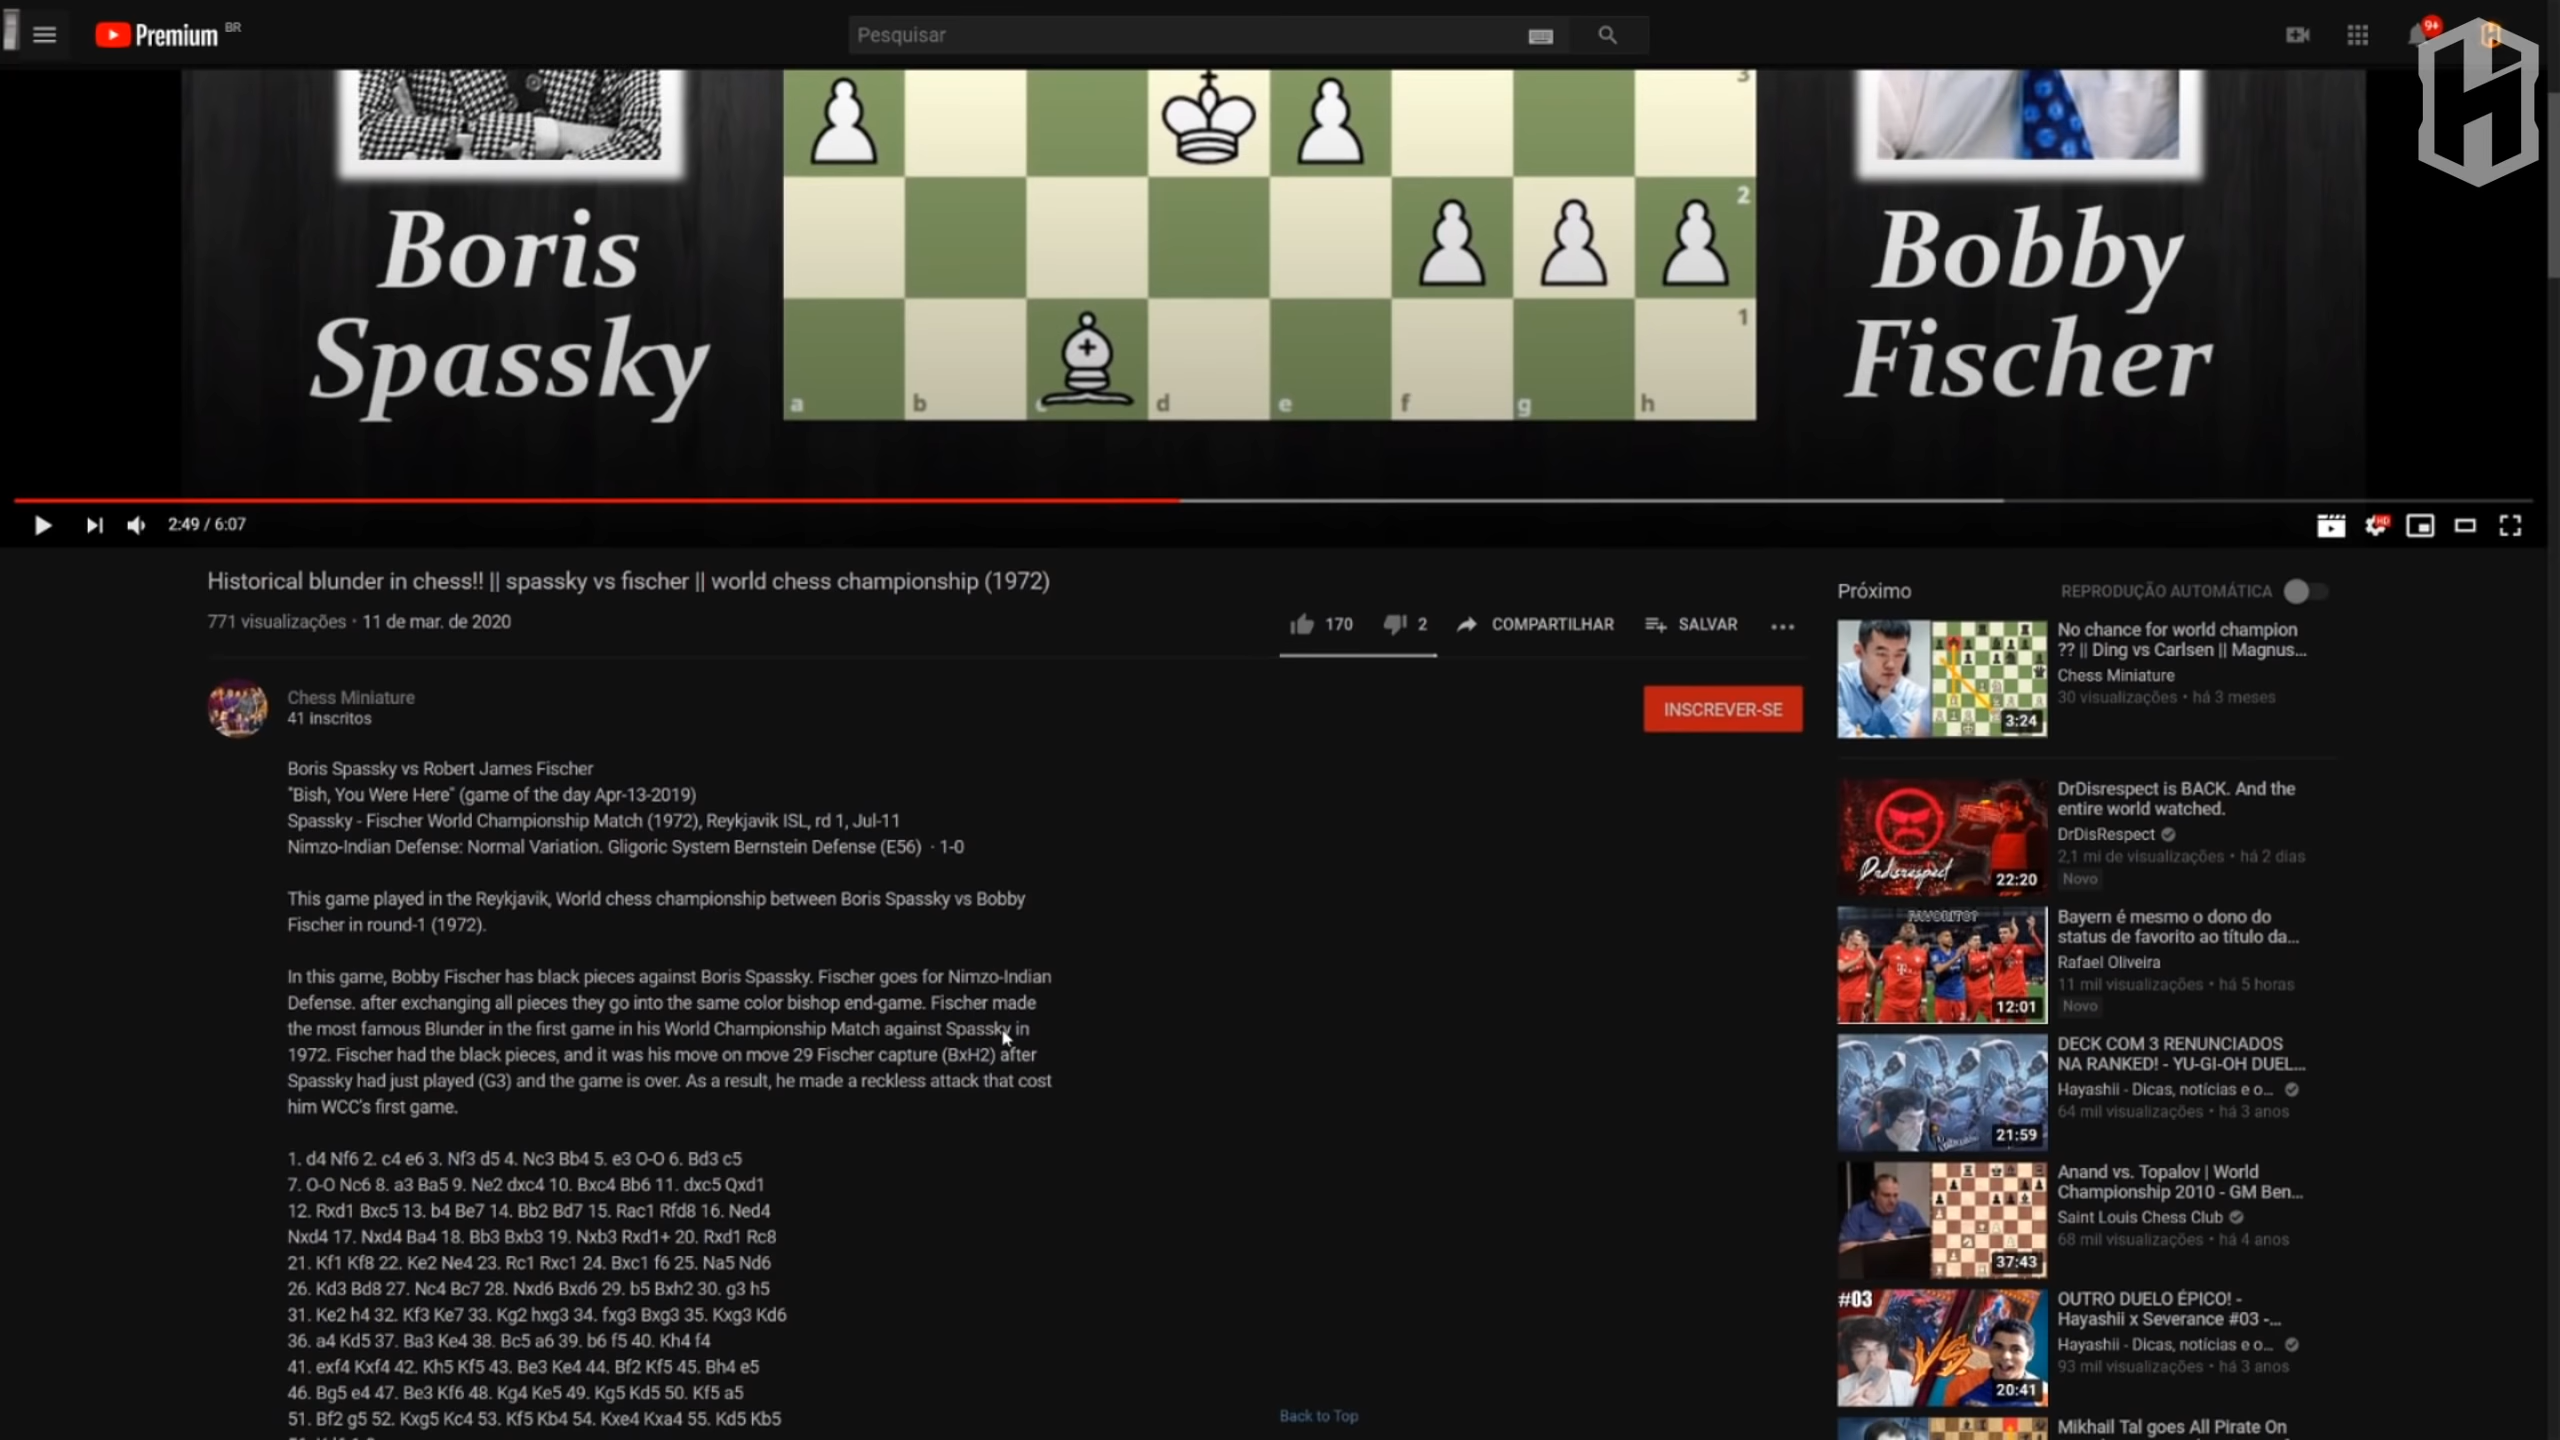 Premium BR
Pesquisar
9+
3
2
1
a b c d e f g h
Boris
Spassky
Bobby
Fischer
2:49 / 6:07
HD
Historical blunder in chess!! || spassky vs fischer || world chess championship (1972)
771 visualizações • 11 de mar. de 2020
170
2
COMPARTILHAR
SALVAR
Chess Miniature
41 inscritos
INSCREVER-SE
Boris Spassky vs Robert James Fischer
"Bish, You Were Here" (game of the day Apr-13-2019)
Spassky - Fischer World Championship Match (1972), Reykjavik ISL, rd 1, Jul-11
Nimzo-Indian Defense: Normal Variation. Gligoric System Bernstein Defense (E56) · 1-0
This game played in the Reykjavik, World chess championship between Boris Spassky vs Bobby
Fischer in round-1 (1972).
In this game, Bobby Fischer has black pieces against Boris Spassky. Fischer goes for Nimzo-Indian
Defense. after exchanging all pieces they go into the same color bishop end-game. Fischer made
the most famous Blunder in the first game in his World Championship Match against Spassky in
1972. Fischer had the black pieces, and it was his move on move 29 Fischer capture (BxH2) after
Spassky had just played (G3) and the game is over. As a result, he made a reckless attack that cost
him WCC's first game.
1. d4 Nf6 2. c4 e6 3. Nf3 d5 4. Nc3 Bb4 5. e3 O-O 6. Bd3 c5
7. O-O Nc6 8. a3 Ba5 9. Ne2 dxc4 10. Bxc4 Bb6 11. dxc5 Qxd1
12. Rxd1 Bxc5 13. b4 Be7 14. Bb2 Bd7 15. Rac1 Rfd8 16. Ned4
Nxd4 17. Nxd4 Ba4 18. Bb3 Bxb3 19. Nxb3 Rxd1+ 20. Rxd1 Rc8
21. Kf1 Kf8 22. Ke2 Ne4 23. Rc1 Rxc1 24. Bxc1 f6 25. Na5 Nd6
26. Kd3 Bd8 27. Nc4 Bc7 28. Nxd6 Bxd6 29. b5 Bxh2 30. g3 h5
31. Ke2 h4 32. Kf3 Ke7 33. Kg2 hxg3 34. fxg3 Bxg3 35. Kxg3 Kd6
36. a4 Kd5 37. Ba3 Ke4 38. Bc5 a6 39. b6 f5 40. Kh4 f4
41. exf4 Kxf4 42. Kh5 Kf5 43. Be3 Ke4 44. Bf2 Kf5 45. Bh4 e5
46. Bg5 e4 47. Be3 Kf6 48. Kg4 Ke5 49. Kg5 Kd5 50. Kf5 a5
51. Bf2 g5 52. Kxg5 Kc4 53. Kf5 Kb4 54. Kxe4 Kxa4 55. Kd5 Kb5
Back to Top
Próximo
REPRODUÇÃO AUTOMÁTICA
3:24
No chance for world champion
?? || Ding vs Carlsen || Magnus...
Chess Miniature
30 visualizações • há 3 meses
Drdisrespect
22:20
DrDisrespect is BACK. And the
entire world watched.
DrDisRespect
2,1 mi de visualizações • há 2 dias
Novo
FAVORITO?
12:01
Bayern é mesmo o dono do
status de favorito ao título da...
Rafael Oliveira
11 mil visualizações • há 5 horas
Novo
21:59
DECK COM 3 RENUNCIADOS
NA RANKED! - YU-GI-OH DUEL...
Hayashii - Dicas, notícias e o...
64 mil visualizações • há 3 anos
37:43
Anand vs. Topalov | World
Championship 2010 - GM Ben...
Saint Louis Chess Club
68 mil visualizações • há 4 anos
#03
VS
20:41
OUTRO DUELO ÉPICO! -
Hayashii x Severance #03 -...
Hayashii - Dicas, notícias e o...
93 mil visualizações • há 3 anos
Mikhail Tal goes All Pirate On